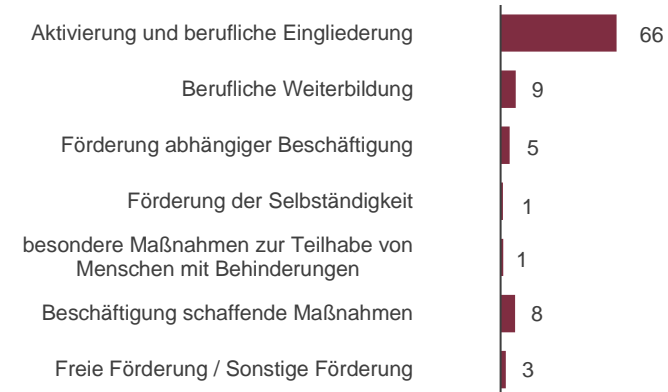 Aktivierung und berufliche Eingliederung 66
Berufliche Weiterbildung 9
Förderung abhängiger Beschäftigung 5
Förderung der Selbständigkeit 1
besondere Maßnahmen zur Teilhabe von
Menschen mit Behinderungen 1
Beschäftigung schaffende Maßnahmen 8
Freie Förderung / Sonstige Förderung 3